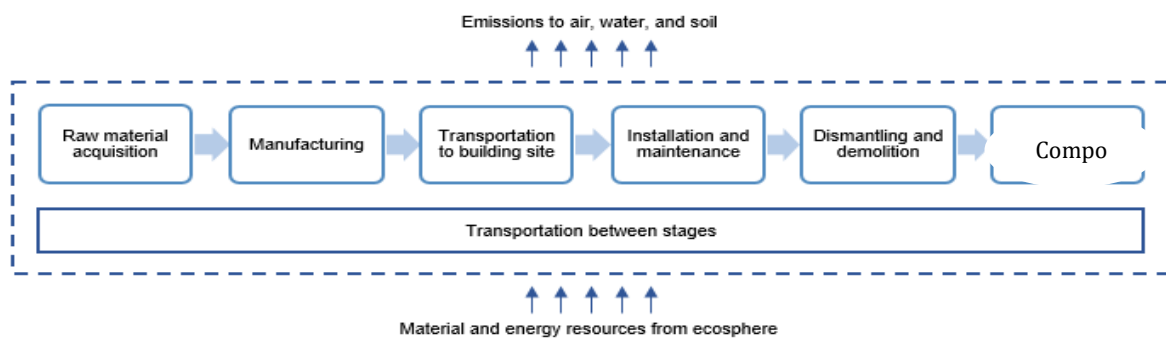 Emissions to air, water, and soil
Raw material
acquisition
Manufacturing
Transportation
to building site
Installation and
maintenance
Dismantling and
demolition
Compo
Transportation between stages
Material and energy resources from ecosphere